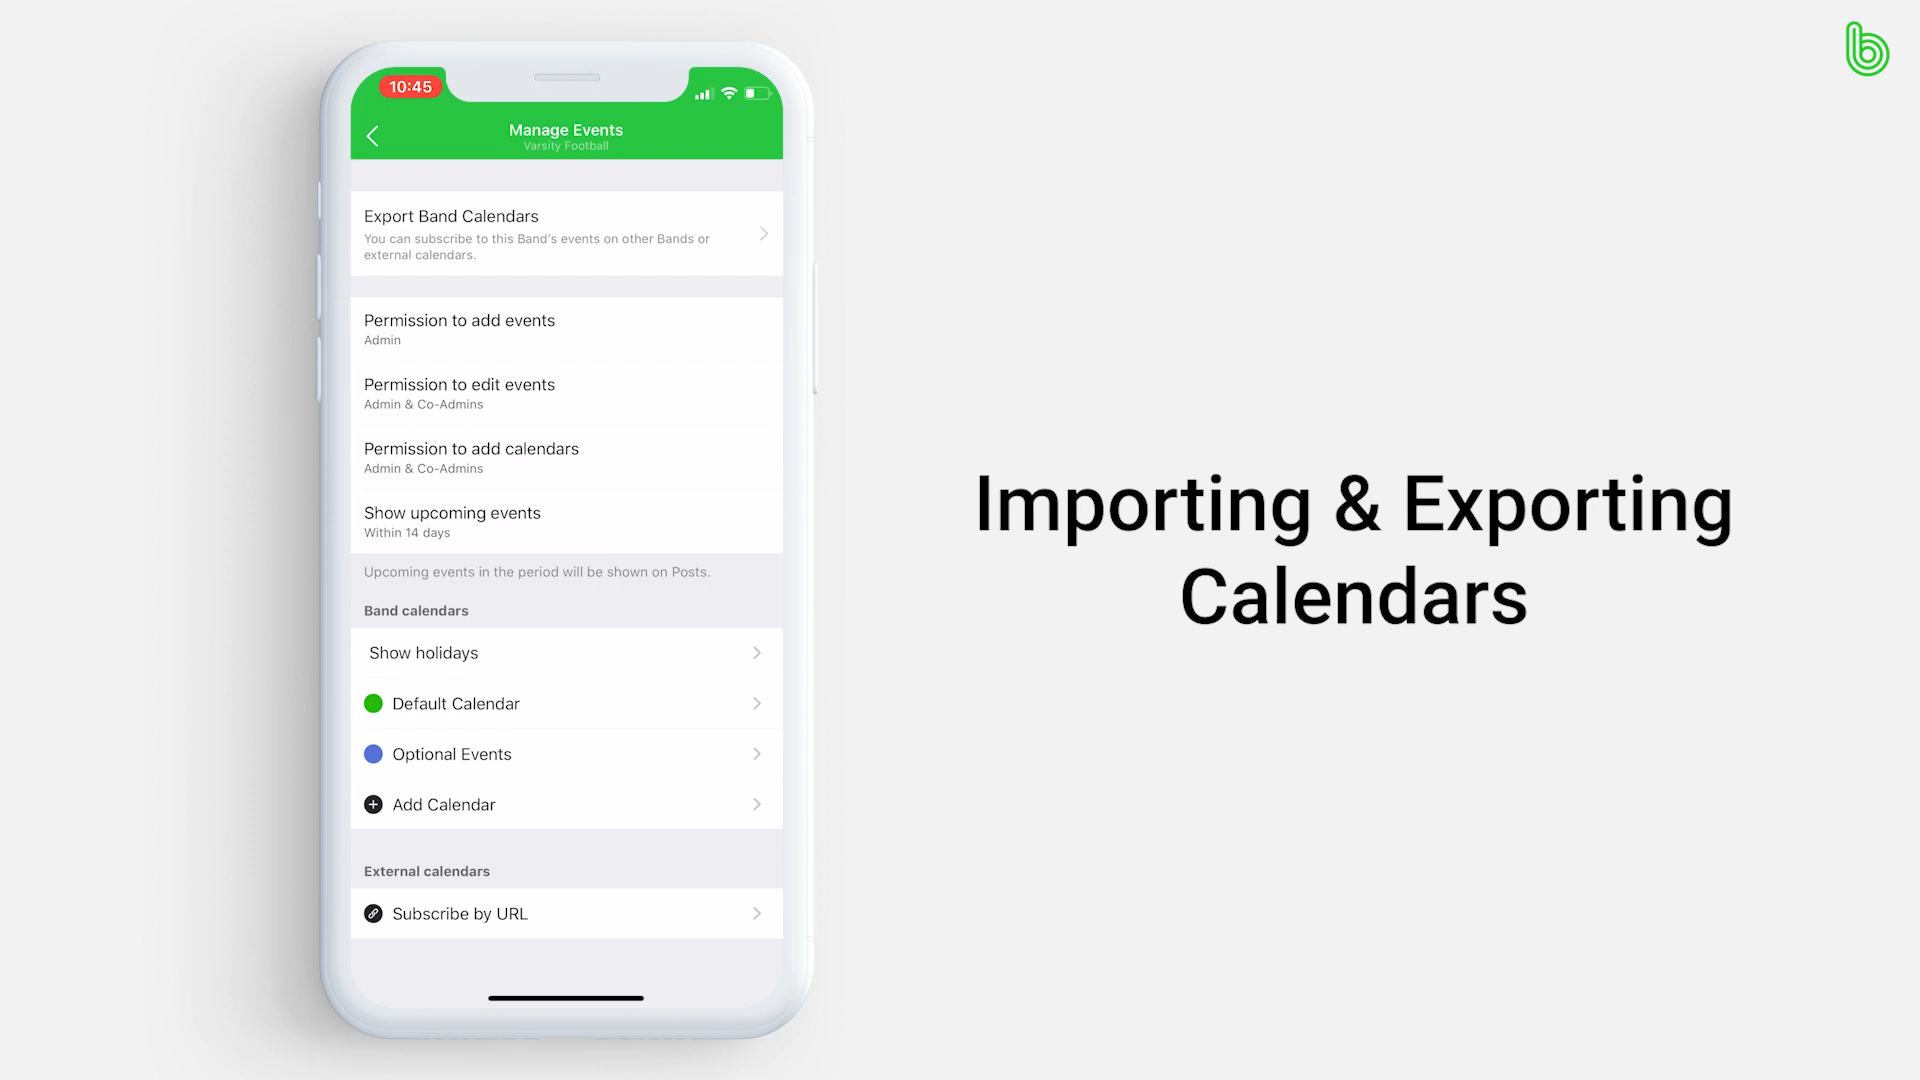 10:45
Manage Events
Varsity Football
Export Band Calendars
You can subscribe to this Band's events on other Bands or
external calendars.
Permission to add events
Admin
Permission to edit events
Admin & Co-Admins
Permission to add calendars
Admin & Co-Admins
Show upcoming events
Within 14 days
Upcoming events in the period will be shown on Posts.
Band calendars
Show holidays
Default Calendar
Optional Events
Add Calendar
External calendars
Subscribe by URL
Importing & Exporting
Calendars
b